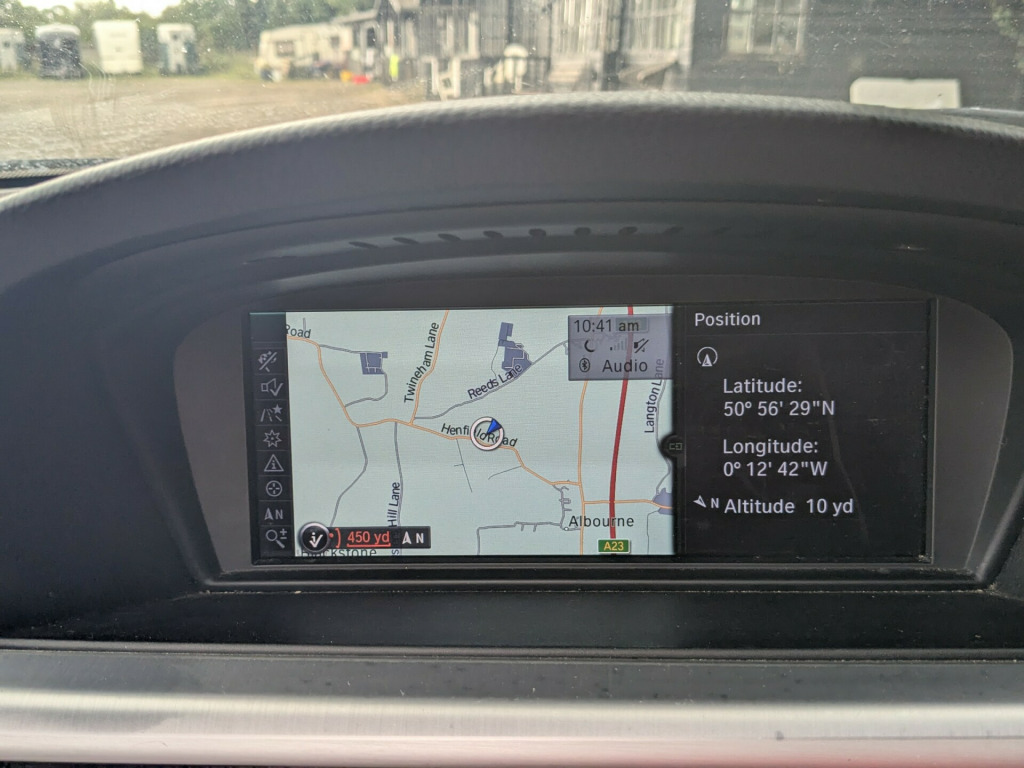 Road
Twineham Lane
Reeds Lane
10:41 am
Audio
Langton Lane
Henfi Road
Hill Lane
Albourne
A23
450 yd
N
N
Position
Latitude:
50° 56' 29"N
Longitude:
0° 12' 42"W
N Altitude 10 yd